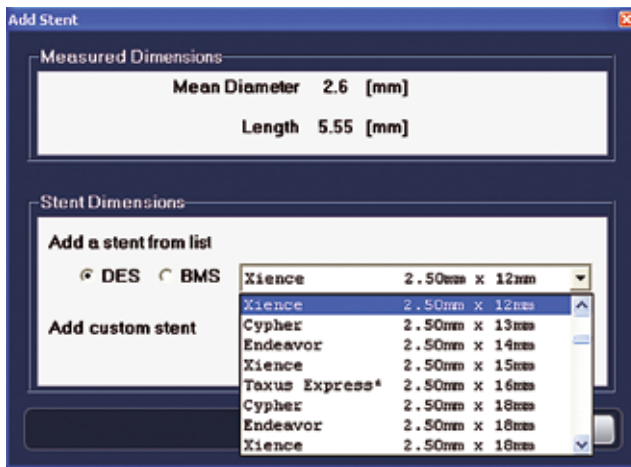 Add Stent
Measured Dimensions
Mean Diameter 2.6 [mm]
Length 5.55 [mm]
Stent Dimensions
Add a stent from list
DES BMS Xience 2.50mm x 12mm
Xience 2.50mm x 12mm
Add custom stent
Cypher 2.50mm x 13mm
Endeavor 2.50mm x 14mm
Xience 2.50mm x 15mm
Taxus Express⁴ 2.50mm x 16mm
Cypher 2.50mm x 18mm
Endeavor 2.50mm x 18mm
Xience 2.50mm x 18mm